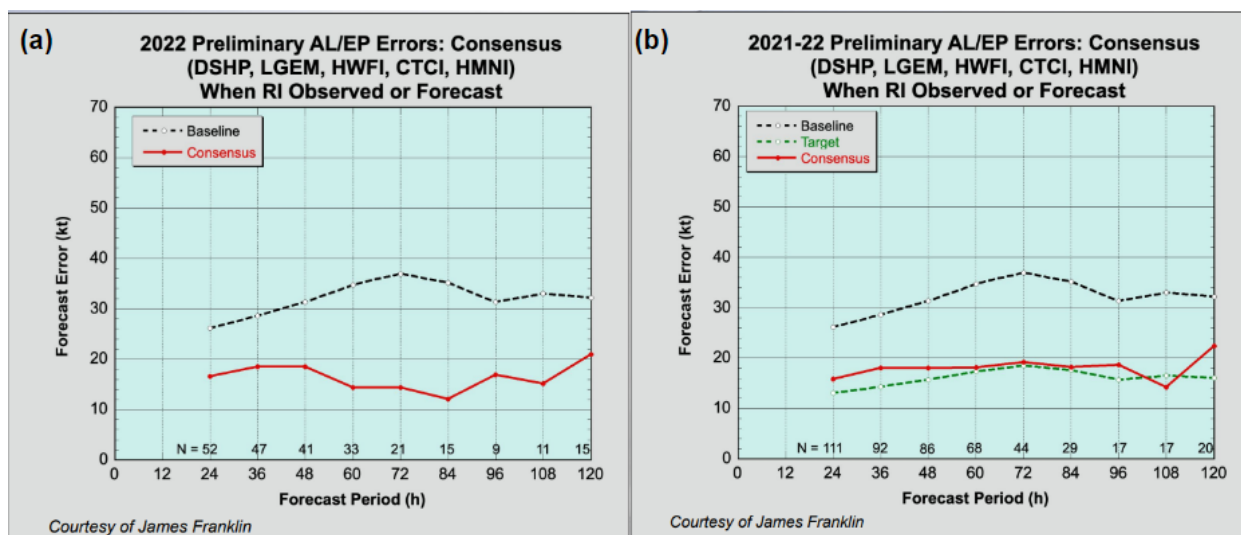 (a)
2022 Preliminary AL/EP Errors: Consensus
(DSHP, LGEM, HWFI, CTCI, HMNI)
When RI Observed or Forecast
70
60
50
40
30
20
10
0
Forecast Error (kt)
Baseline
Consensus
N = 52 47 41 33 21 15 9 11 15
0 12 24 36 48 60 72 84 96 108 120
Forecast Period (h)
Courtesy of James Franklin
(b)
2021-22 Preliminary AL/EP Errors: Consensus
(DSHP, LGEM, HWFI, CTCI, HMNI)
When RI Observed or Forecast
70
60
50
40
30
20
10
0
Forecast Error (kt)
Baseline
Target
Consensus
N = 111 92 86 68 44 29 17 17 20
0 12 24 36 48 60 72 84 96 108 120
Forecast Period (h)
Courtesy of James Franklin